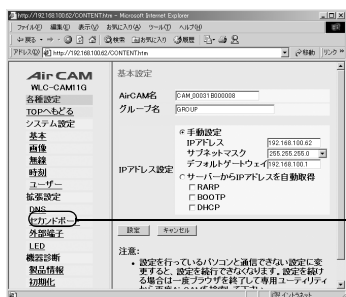 http://192.168.100.62/CONTENT.htm - Microsoft Internet Explorer
ファイル(F) 編集(E) 表示(V) お気に入り(A) ツール(T) ヘルプ(H)
戻る 検索 お気に入り 履歴
アドレス(D) http://192.168.100.62/CONTENT.htm 移動 リンク
Air CAM
WLC-CAM11G
各種設定
TOPへもどる
システム設定
基本
画像
無線
時刻
ユーザー
拡張設定
DNS
セカンドポー
外部端子
LED
機器診断
製品情報
初期化
基本設定
AirCAM名 CAM_00031B000008
グループ名 GROUP
IPアドレス設定
手動設定
IPアドレス 192.168.100.62
サブネットマスク 255.255.255.0
デフォルトゲートウェイ 192.168.100.1
サーバーからIPアドレスを自動取得
RARP
BOOTP
DHCP
設定 キャンセル
注意:
• 設定を行っているパソコンと通信できない設定に変
更すると、設定を続行できなくなります。設定を続け
る場合は一度ブラウザを終了して専用ユーティリティ
イントラネット